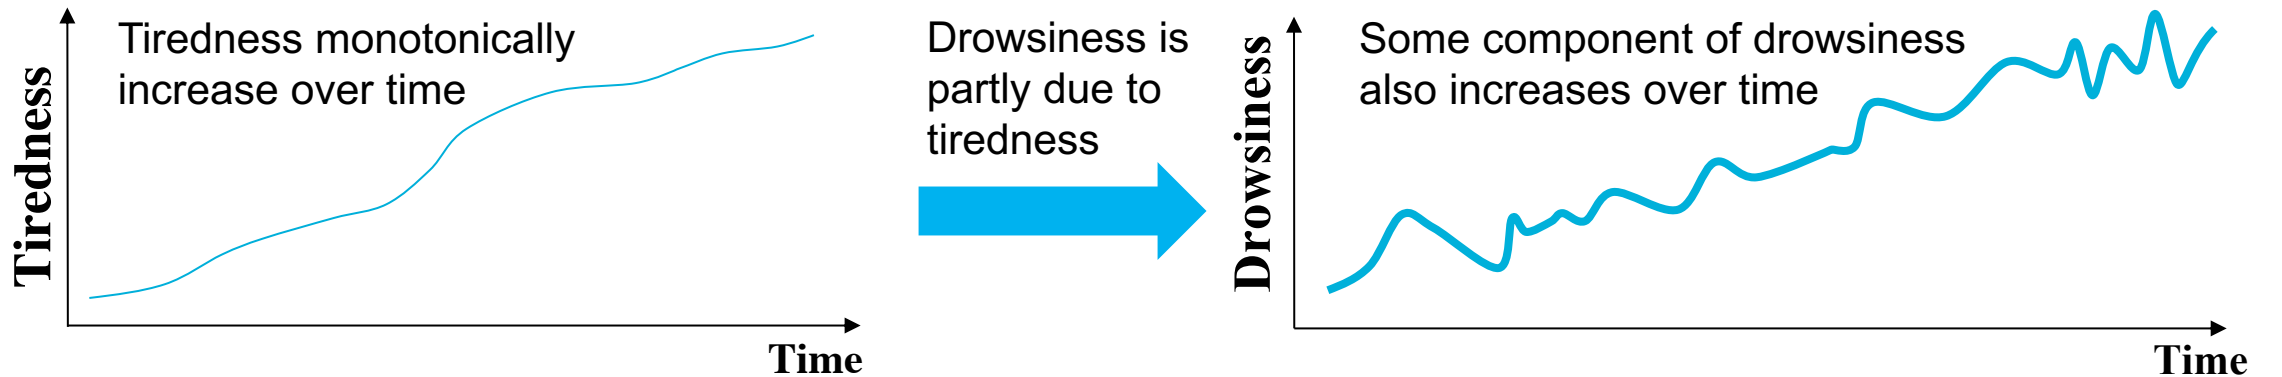 Tiredness
Tiredness monotonically
increase over time
Time
Drowsiness is
partly due to
tiredness
Drowsiness
Some component of drowsiness
also increases over time
Time